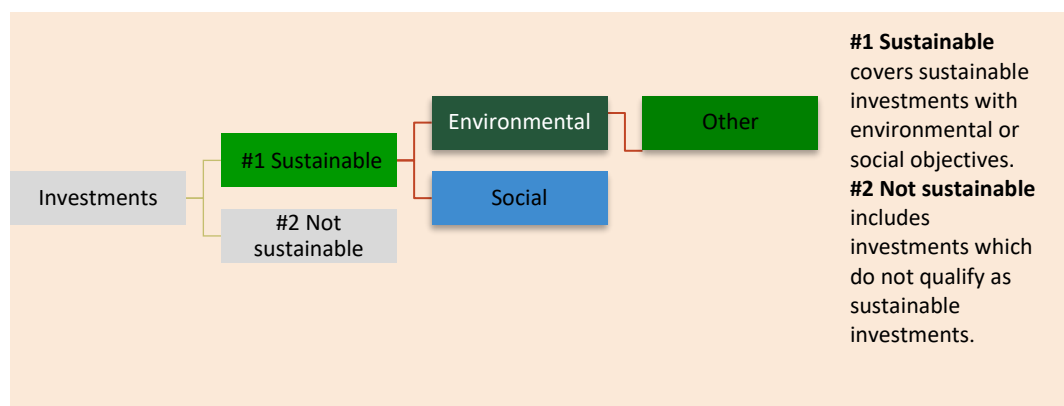 Investments
#1 Sustainable
#2 Not
sustainable
Environmental
Social
Other
#1 Sustainable
covers sustainable
investments with
environmental or
social objectives.
#2 Not sustainable
includes
investments which
do not qualify as
sustainable
investments.